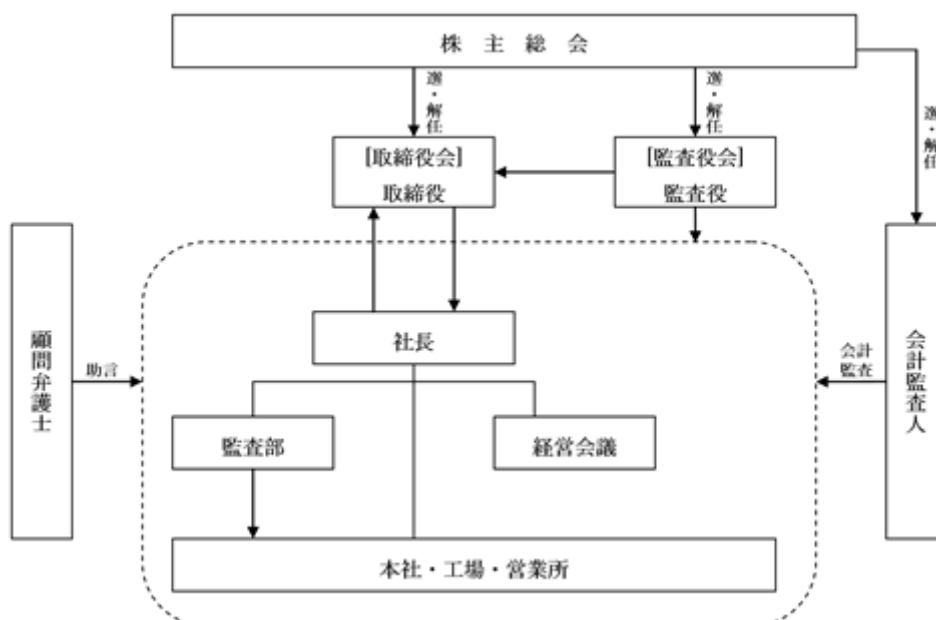 株主総会
選・解任
選・解任
選・解任
[取締役会]
取締役
[監査役会]
監査役
顧問弁護士
助言
社長
会計
監査
会計監査人
監査部
経営会議
本社・工場・営業所